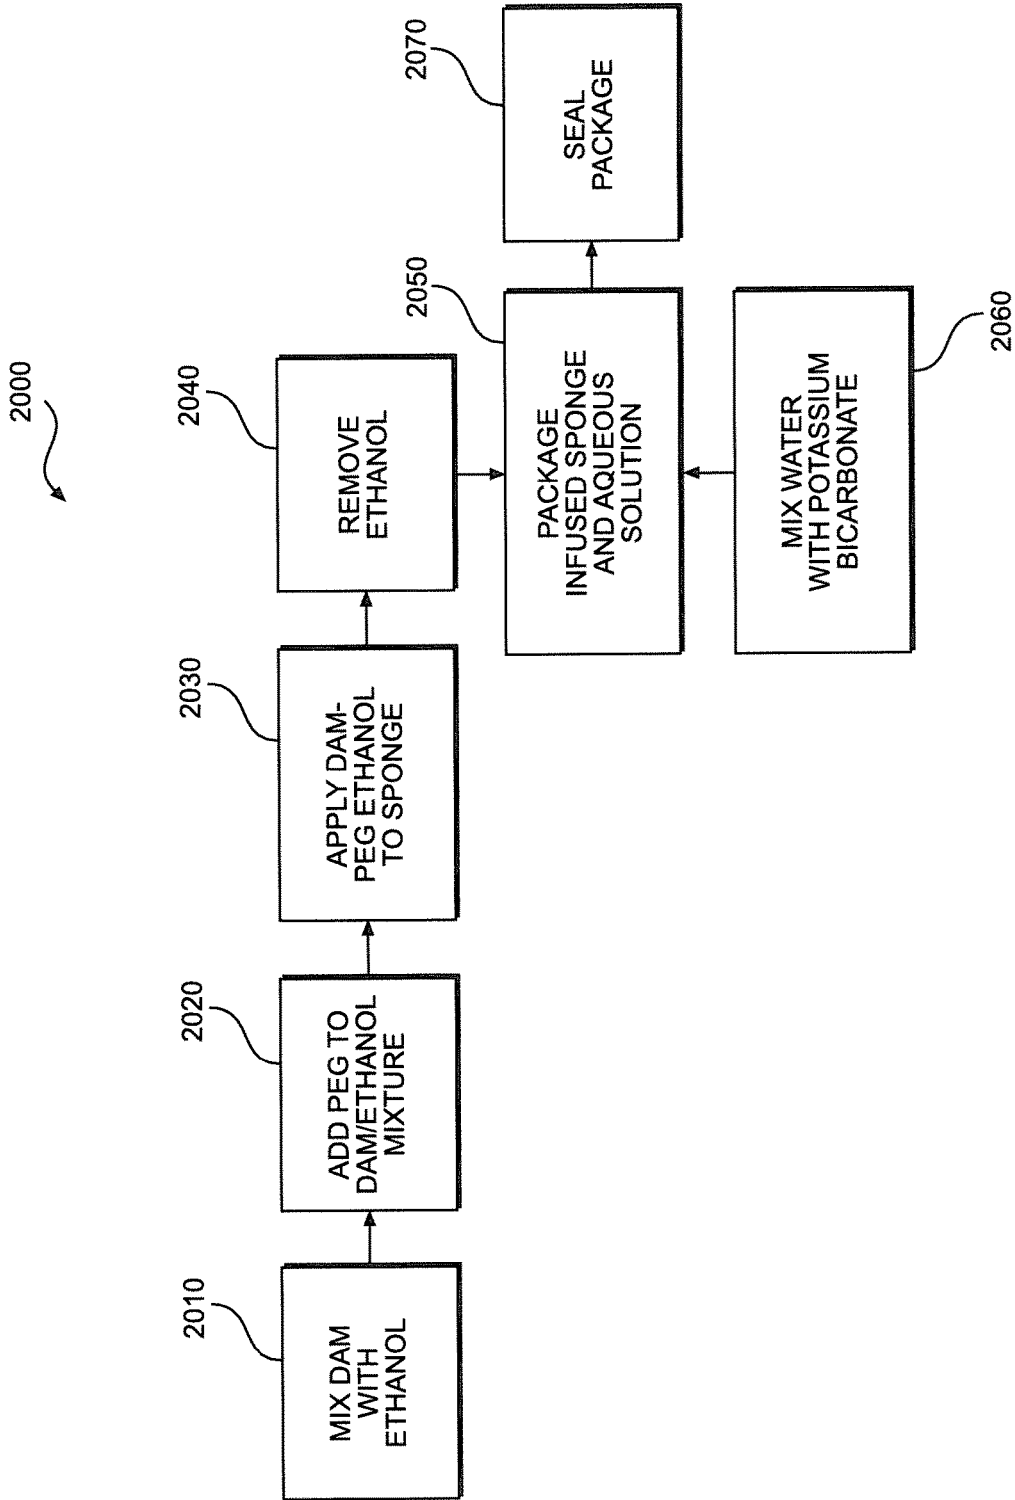 2000
2010
MIX DAM
WITH
ETHANOL
2020
ADD PEG TO
DAM/ETHANOL
MIXTURE
2030
APPLY DAM-
PEG ETHANOL
TO SPONGE
2040
REMOVE
ETHANOL
2050
PACKAGE
INFUSED SPONGE
AND AQUEOUS
SOLUTION
2070
SEAL
PACKAGE
MIX WATER
WITH POTASSIUM
BICARBONATE
2060